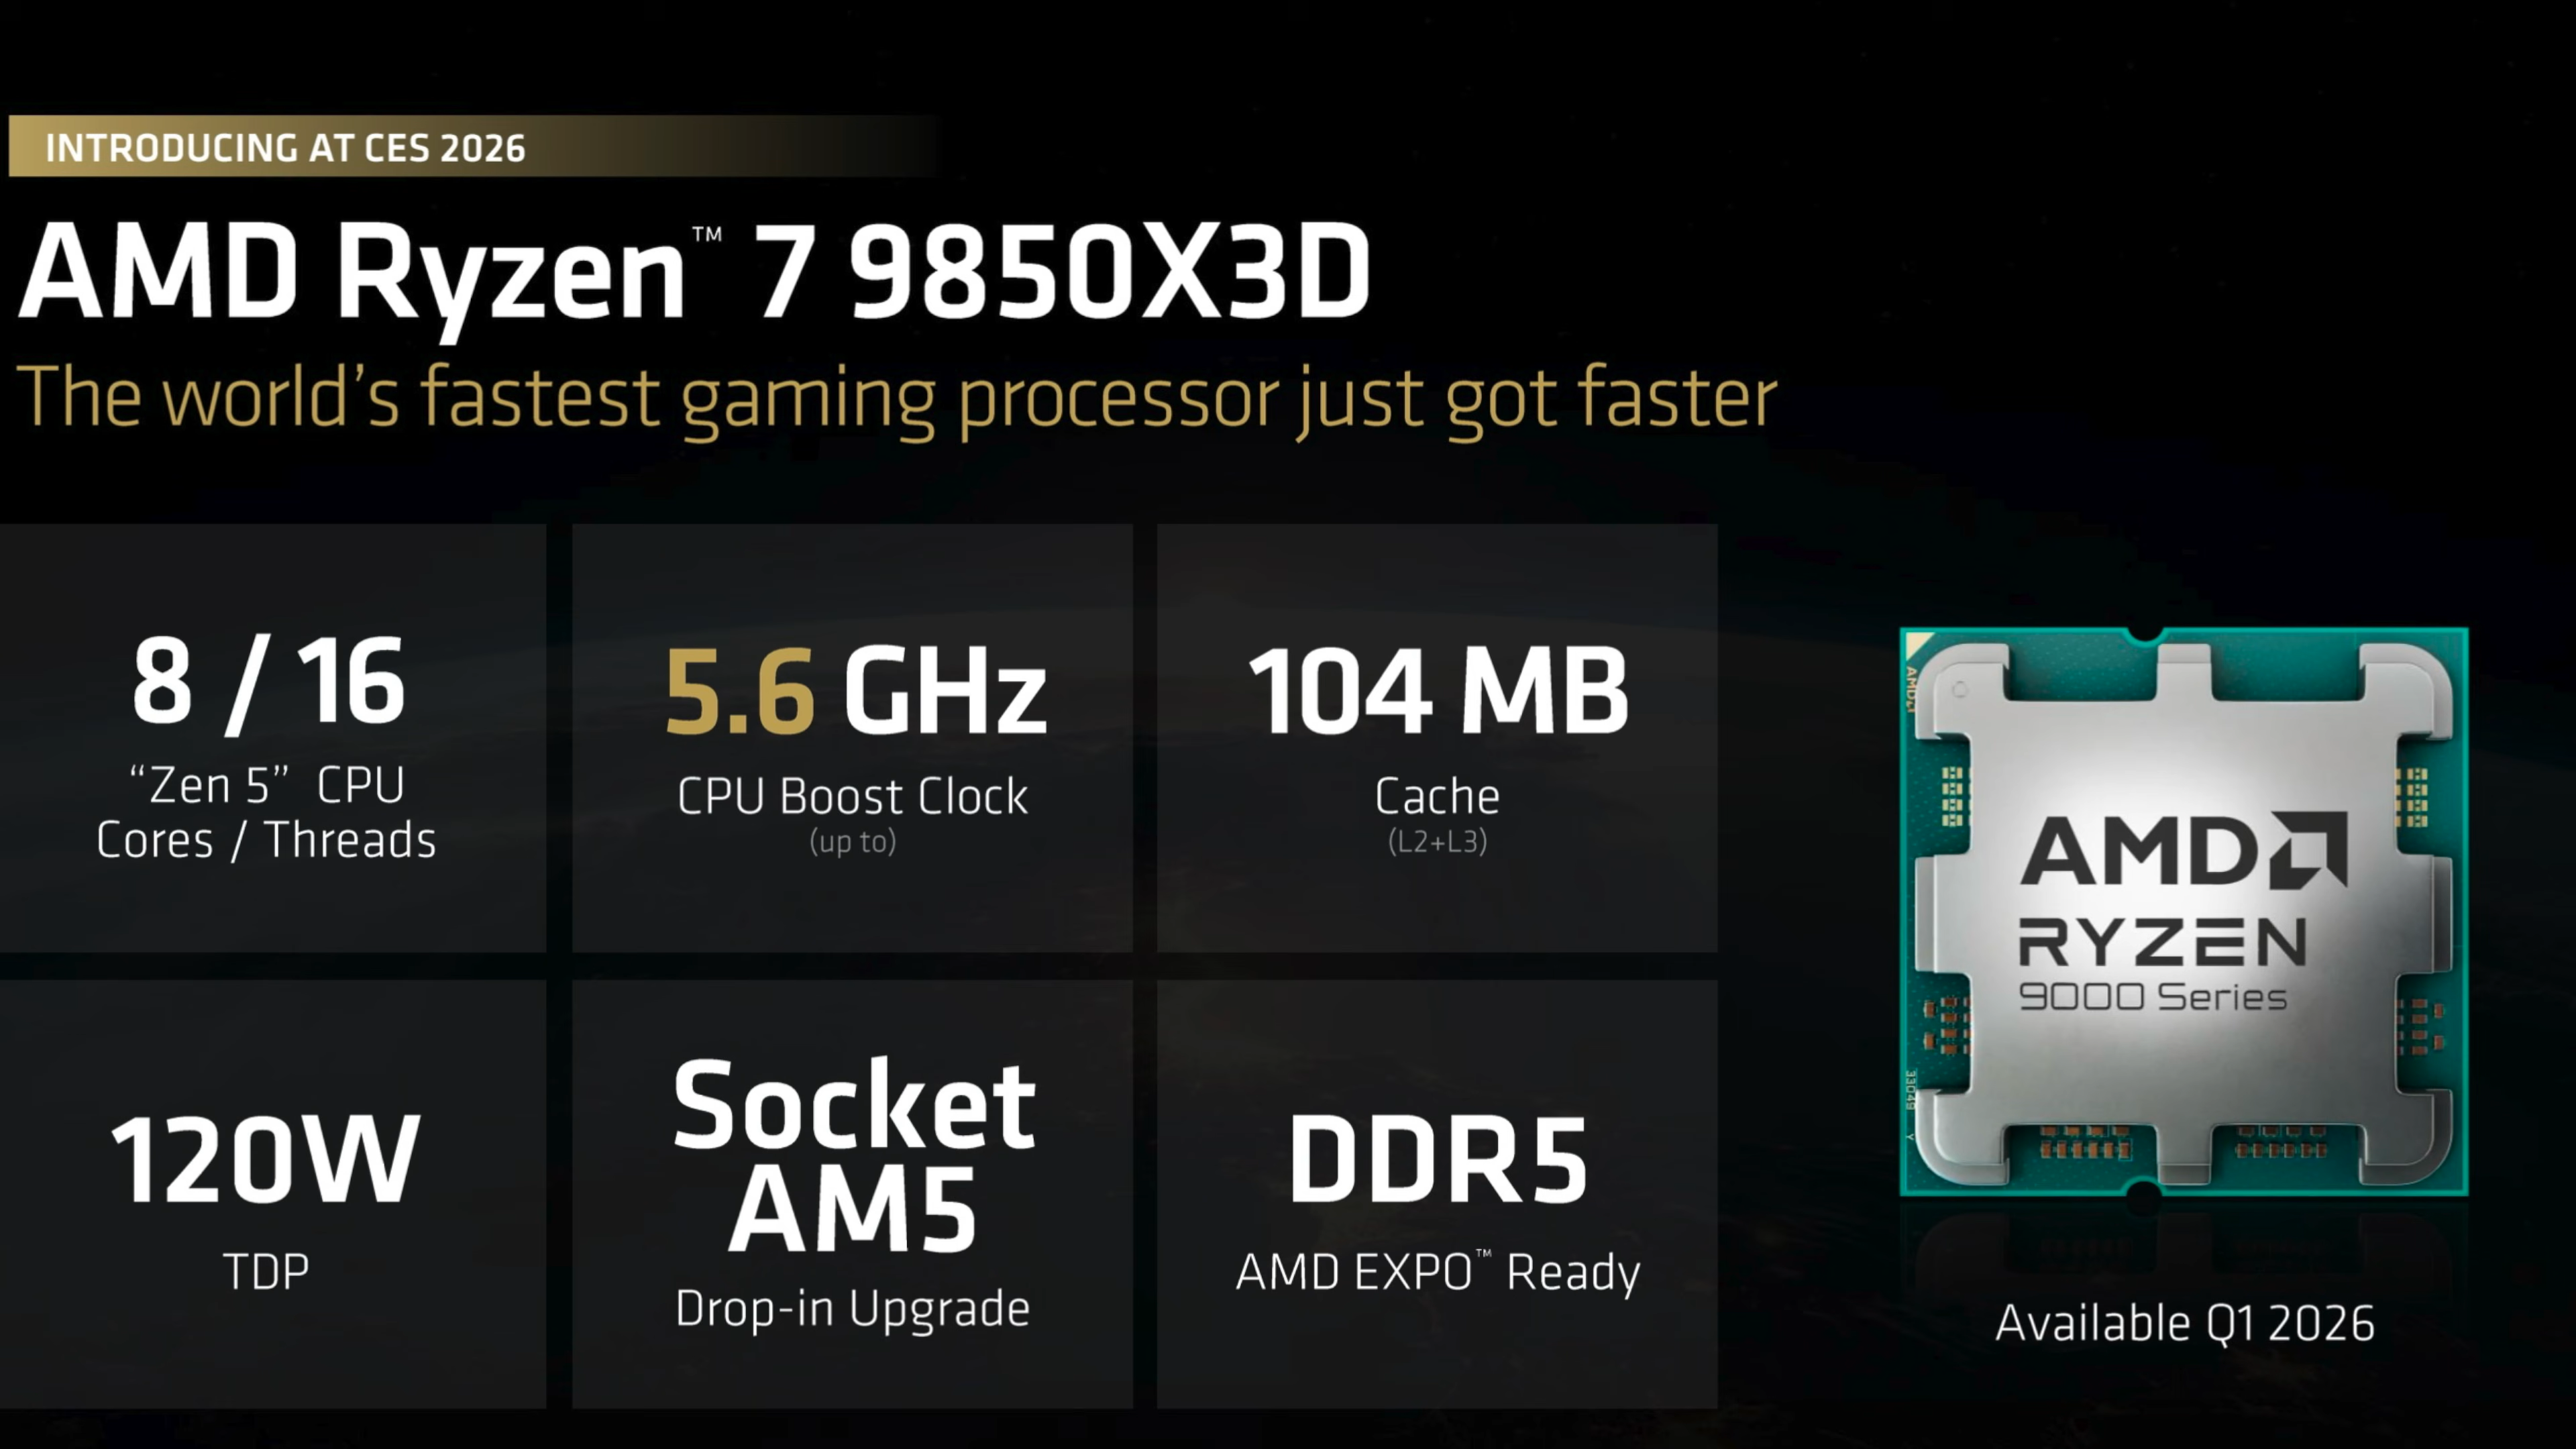 INTRODUCING AT CES 2026
AMD Ryzen™ 7 9850X3D
The world’s fastest gaming processor just got faster
8 / 16
“Zen 5” CPU
Cores / Threads
5.6 GHz
CPU Boost Clock
(up to)
104 MB
Cache
(L2+L3)
120W
TDP
Socket
AM5
Drop-in Upgrade
DDR5
AMD EXPO™ Ready
AMD
RYZEN
9000 Series
Available Q1 2026